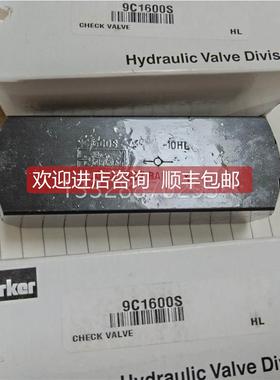 9C1600S
CHECK VALVE
HL
Hydraulic Valve Divis
-10HL
欢迎进店咨询 顺丰包邮
rker
9C1600S
CHECK VALVE
HL
Hydraulic Valve Divis